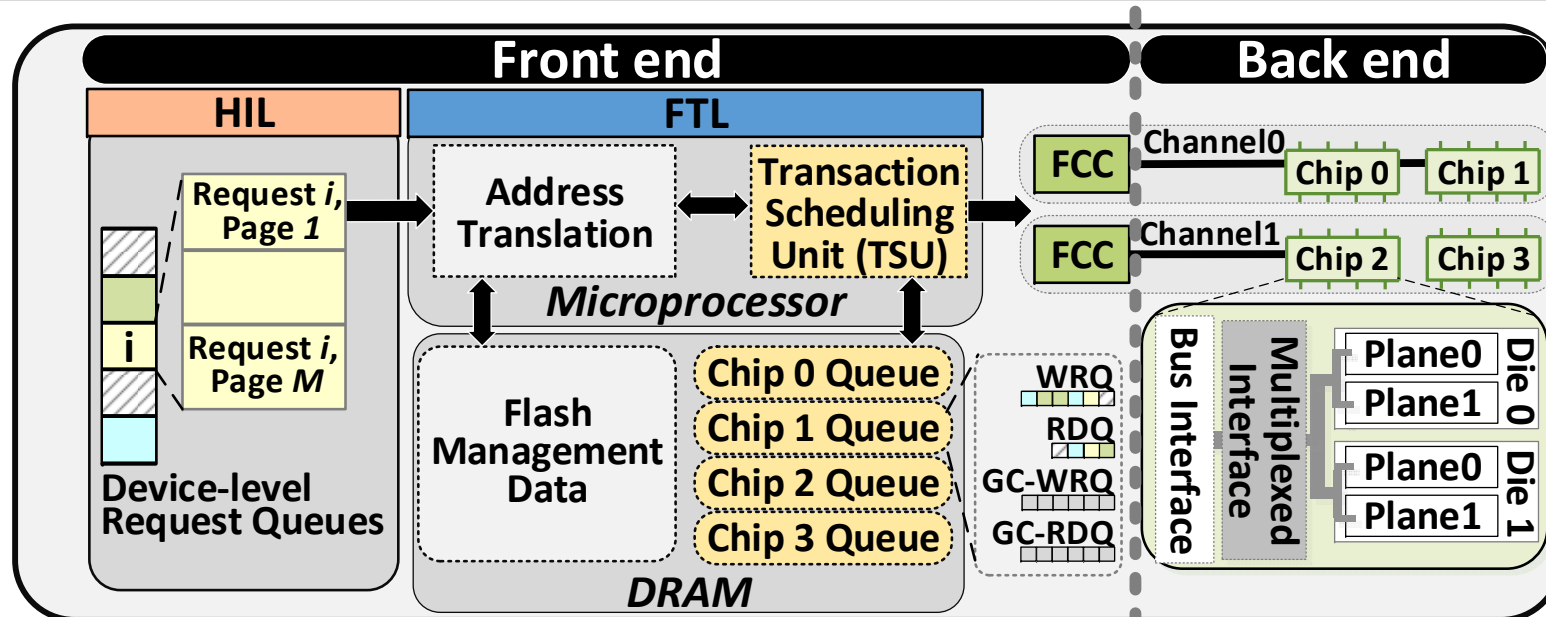 Front end
Back end
HIL
FTL
Request i,
Page 1
Request i,
Page M
i
Device-level
Request Queues
Address
Translation
Transaction
Scheduling
Unit (TSU)
Microprocessor
Flash
Management
Data
Chip 0 Queue
Chip 1 Queue
Chip 2 Queue
Chip 3 Queue
DRAM
WRQ
RDQ
GC-WRQ
GC-RDQ
FCC
Channel0
Chip 0
Chip 1
FCC
Channel1
Chip 2
Chip 3
Bus Interface
Multiplexed
Interface
Plane0
Plane1
Die 0
Plane0
Plane1
Die 1